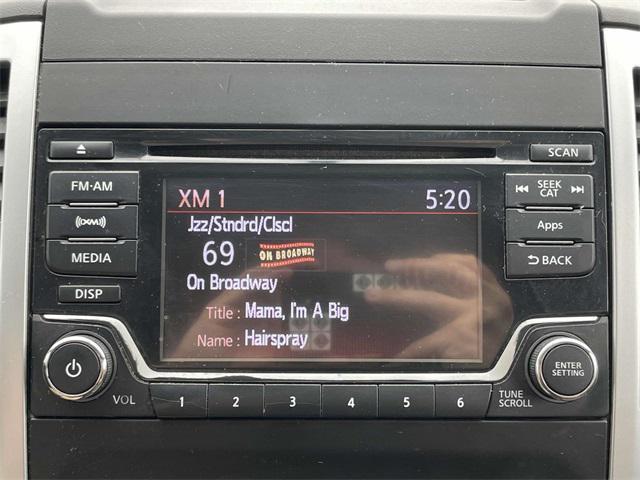 SCAN
FM·AM
((XM))
MEDIA
DISP
XM 1 5:20
Jzz/Stndrd/Clscl
69 ON BROADWAY
On Broadway
Title : Mama, I'm A Big
Name : Hairspray
SEEK
CAT
Apps
BACK
VOL
1 2 3 4 5 6
TUNE
SCROLL
ENTER
SETTING